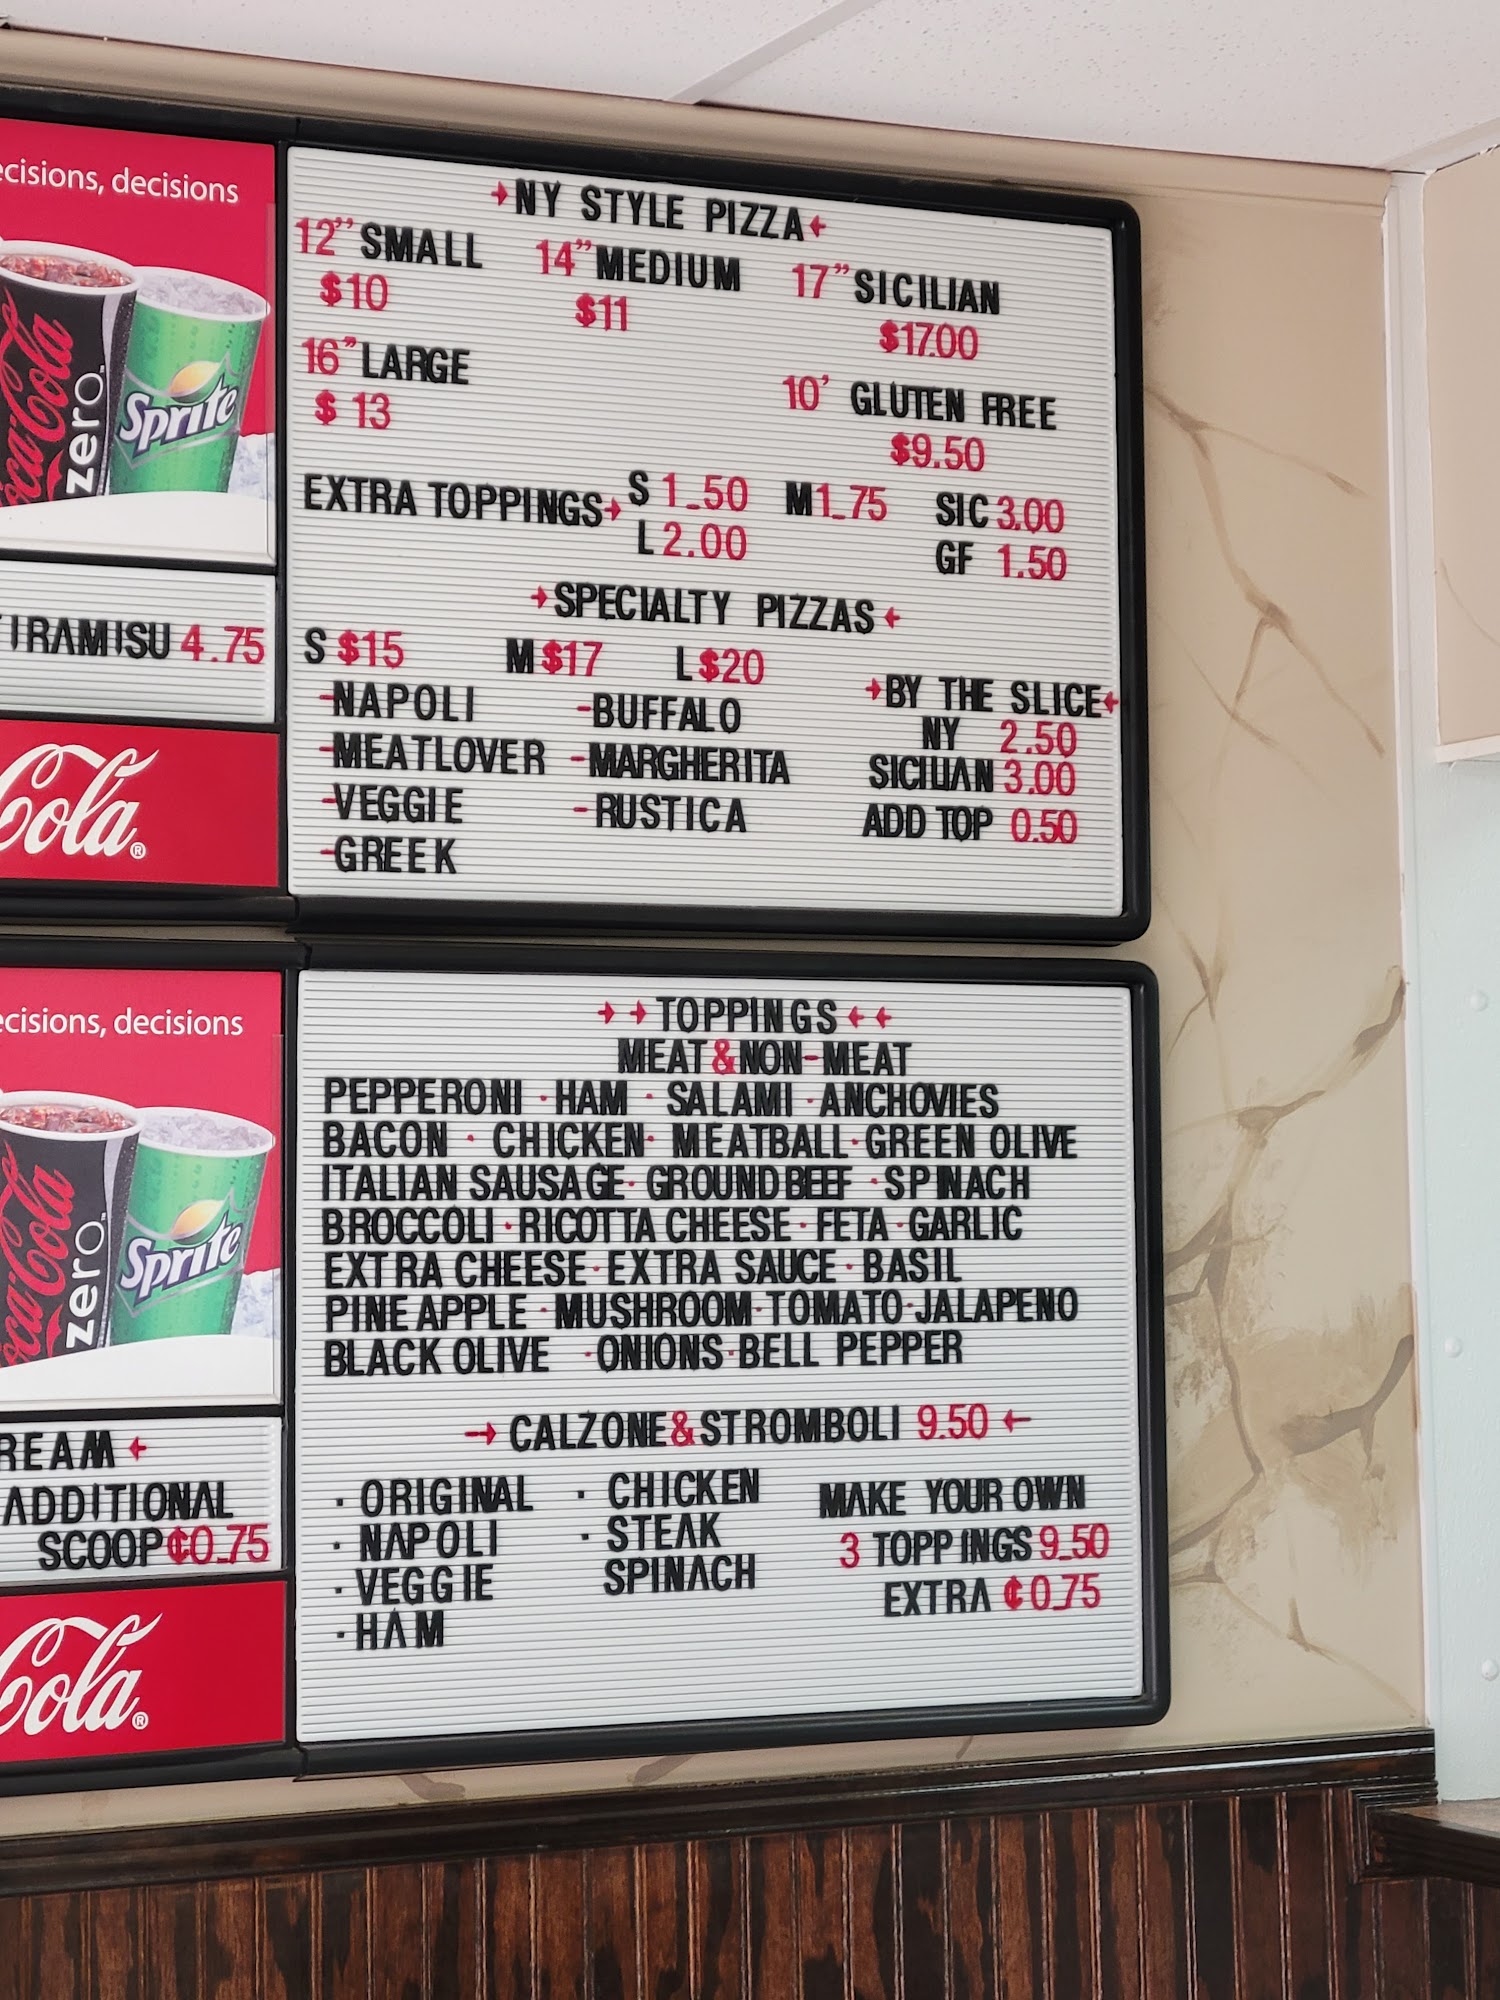 ecisions, decisions
Coca-Cola
zero
Sprite
IRAMISU 4.75
Cola®
→NY STYLE PIZZA←
12" SMALL 14" MEDIUM 17" SICILIAN
$10 $11 $17.00
16" LARGE 10' GLUTEN FREE
$ 13 $9.50
EXTRA TOPPINGS→ S 1.50 M 1.75 SIC 3.00
L 2.00 GF 1.50
→SPECIALTY PIZZAS←
S $15 M $17 L $20
-NAPOLI -BUFFALO
-MEATLOVER -MARGHERITA
-VEGGIE -RUSTICA
-GREEK
→BY THE SLICE←
NY 2.50
SICILIAN 3.00
ADD TOP 0.50
ecisions, decisions
Coca-Cola
zero
Sprite
REAM←
ADDITIONAL
SCOOP ¢0.75
Cola®
→→TOPPINGS←←
MEAT&NON-MEAT
PEPPERONI · HAM · SALAMI · ANCHOVIES
BACON · CHICKEN · MEATBALL · GREEN OLIVE
ITALIAN SAUSAGE · GROUND BEEF · SPINACH
BROCCOLI · RICOTTA CHEESE · FETA · GARLIC
EXTRA CHEESE · EXTRA SAUCE · BASIL
PINEAPPLE · MUSHROOM · TOMATO · JALAPENO
BLACK OLIVE · ONIONS · BELL PEPPER
→ CALZONE&STROMBOLI 9.50 ←
· ORIGINAL · CHICKEN
· NAPOLI · STEAK
· VEGGIE SPINACH
· HAM
MAKE YOUR OWN
3 TOPPINGS 9.50
EXTRA ¢0.75